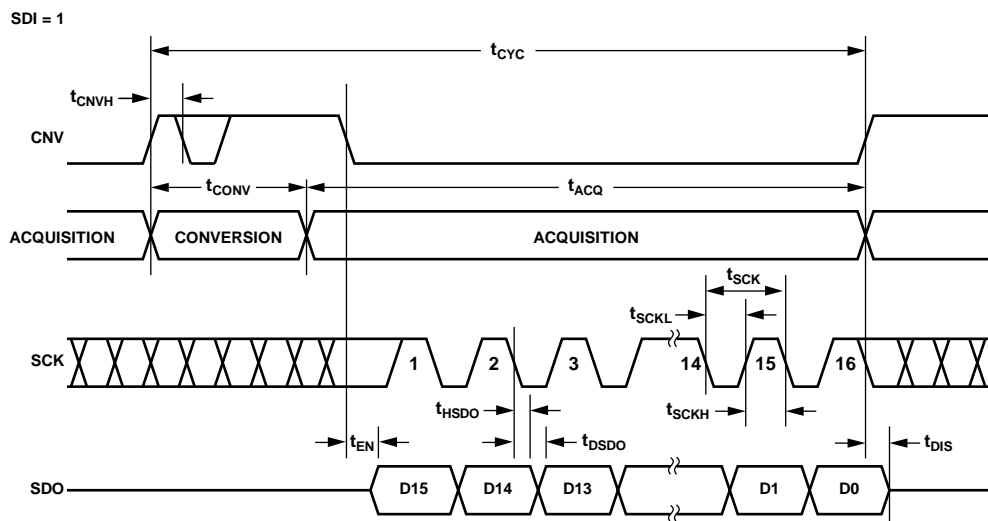 SDI = 1
tCYC
tCNVH
CNV
tCONV
tACQ
ACQUISITION
CONVERSION
ACQUISITION
tSCK
tSCKL
SCK
1
2
3
14
15
16
tHSDO
tSCKH
tEN
tDSDO
tDIS
SDO
D15
D14
D13
D1
D0